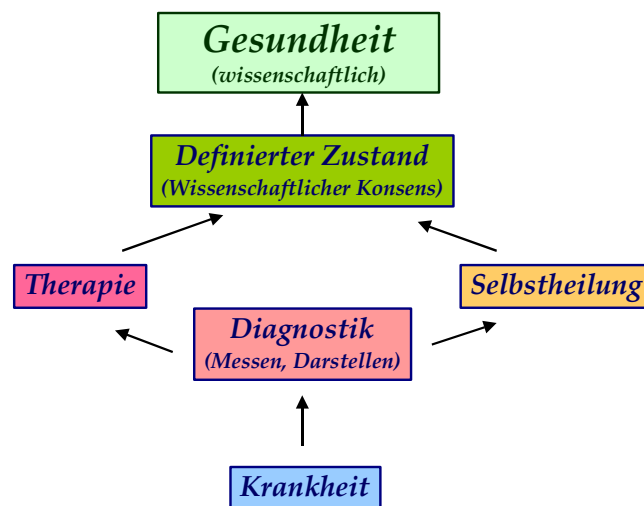 Gesundheit
(wissenschaftlich)
Definierter Zustand
(Wissenschaftlicher Konsens)
Therapie
Selbstheilung
Diagnostik
(Messen, Darstellen)
Krankheit